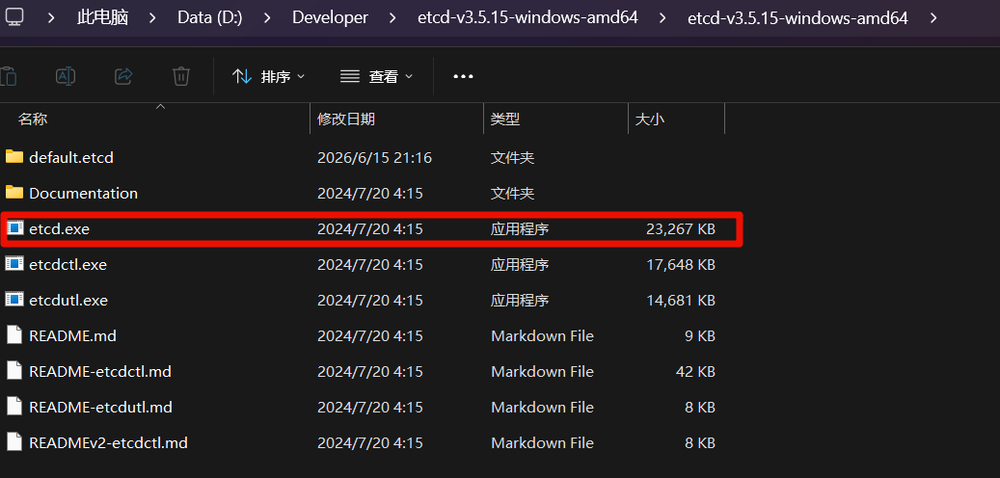 此电脑 > Data (D:) > Developer > etcd-v3.5.15-windows-amd64 > etcd-v3.5.15-windows-amd64 >
排序 查看 ...
名称 修改日期 类型 大小
default.etcd 2026/6/15 21:16 文件夹
Documentation 2024/7/20 4:15 文件夹
etcd.exe 2024/7/20 4:15 应用程序 23,267 KB
etcdctl.exe 2024/7/20 4:15 应用程序 17,648 KB
etcdutl.exe 2024/7/20 4:15 应用程序 14,681 KB
README.md 2024/7/20 4:15 Markdown File 9 KB
README-etcdctl.md 2024/7/20 4:15 Markdown File 42 KB
README-etcdutl.md 2024/7/20 4:15 Markdown File 8 KB
READMEv2-etcdctl.md 2024/7/20 4:15 Markdown File 8 KB